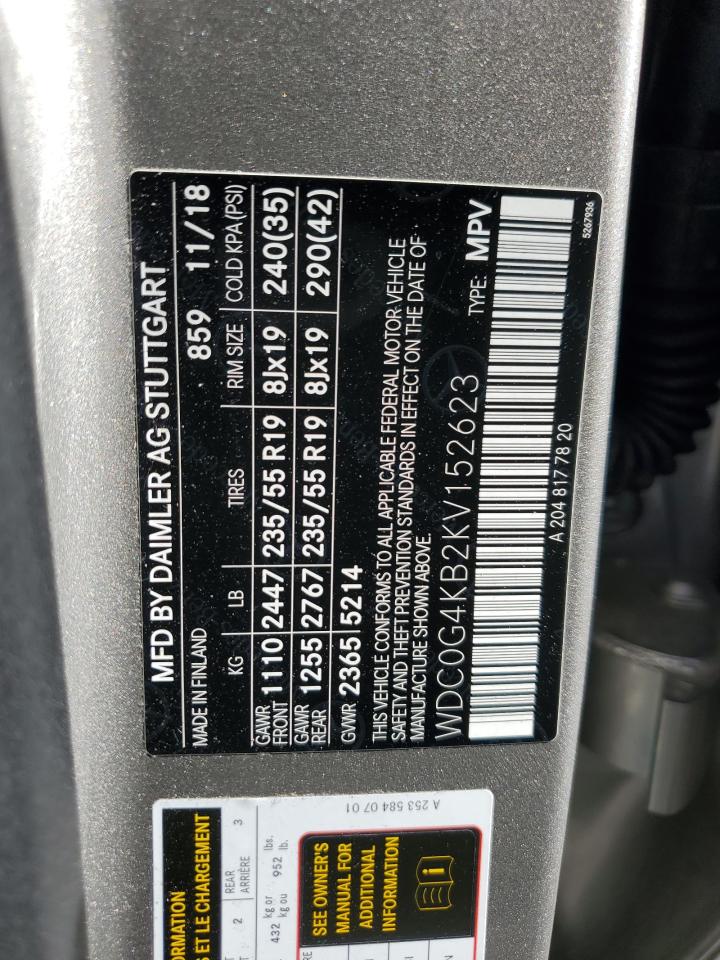 MFD BY DAIMLER AG STUTTGART
MADE IN FINLAND 859 11/18
KG LB TIRES RIM SIZE COLD KPA(PSI)
GAWR FRONT 1110 2447 235/55 R19 8Jx19 240(35)
GAWR REAR 1255 2767 235/55 R19 8Jx19 290(42)
GVWR 2365 5214
THIS VEHICLE CONFORMS TO ALL APPLICABLE FEDERAL MOTOR VEHICLE
SAFETY AND THEFT PREVENTION STANDARDS IN EFFECT ON THE DATE OF
MANUFACTURE SHOWN ABOVE.
WDC0G4KB2KV152623 TYPE: MPV
A 204 817 78 20
5267936
ORMATION
S ET LE CHARGEMENT
2 REAR ARRIÈRE 3
432 kg or kg ou 952 lbs. lb.
SEE OWNER'S
MANUAL FOR
ADDITIONAL
INFORMATION
A 253 584 07 01